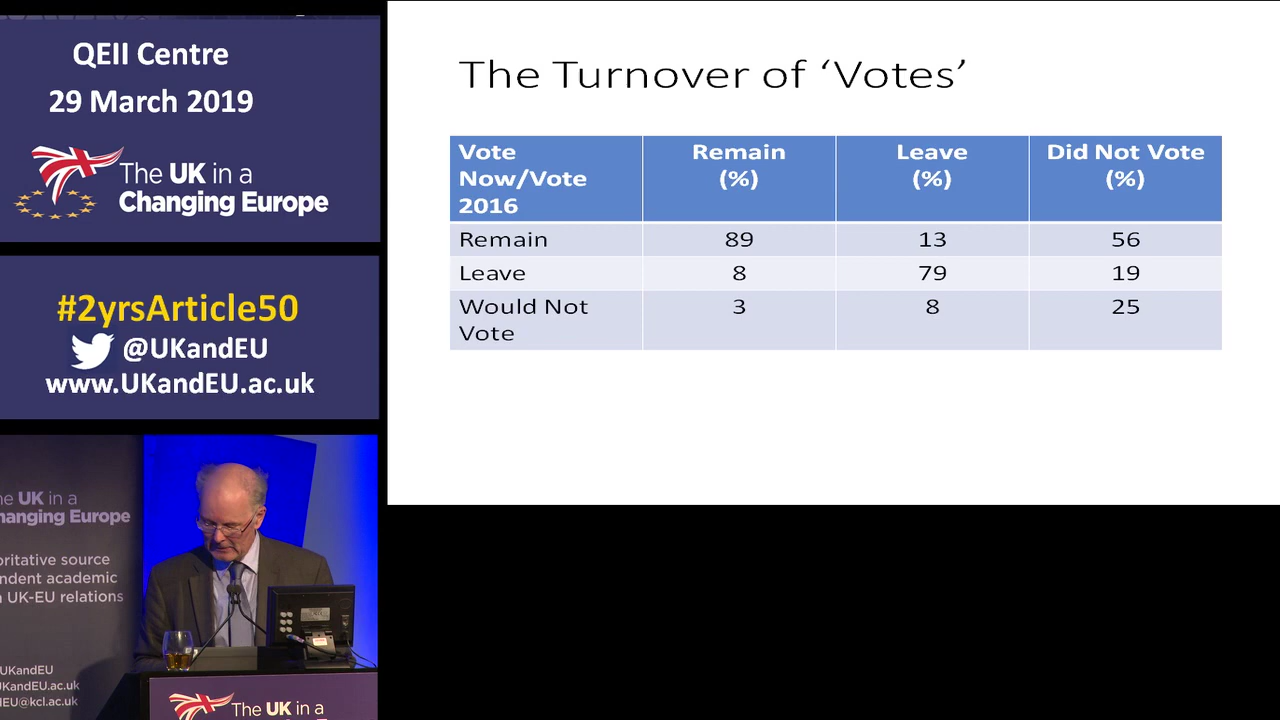 QEII Centre
29 March 2019
The UK in a
Changing Europe
#2yrsArticle50
@UKandEU
www.UKandEU.ac.uk
The Turnover of ‘Votes’
Vote Remain Leave Did Not Vote
Now/Vote (%) (%) (%)
2016
Remain 89 13 56
Leave 8 79 19
Would Not 3 8 25
Vote
he UK in a
hanging Europe
oritative source
ndent academic
UK-EU relations
UKandEU
UKandEU.ac.uk
EU@kcl.ac.uk
The UK in a